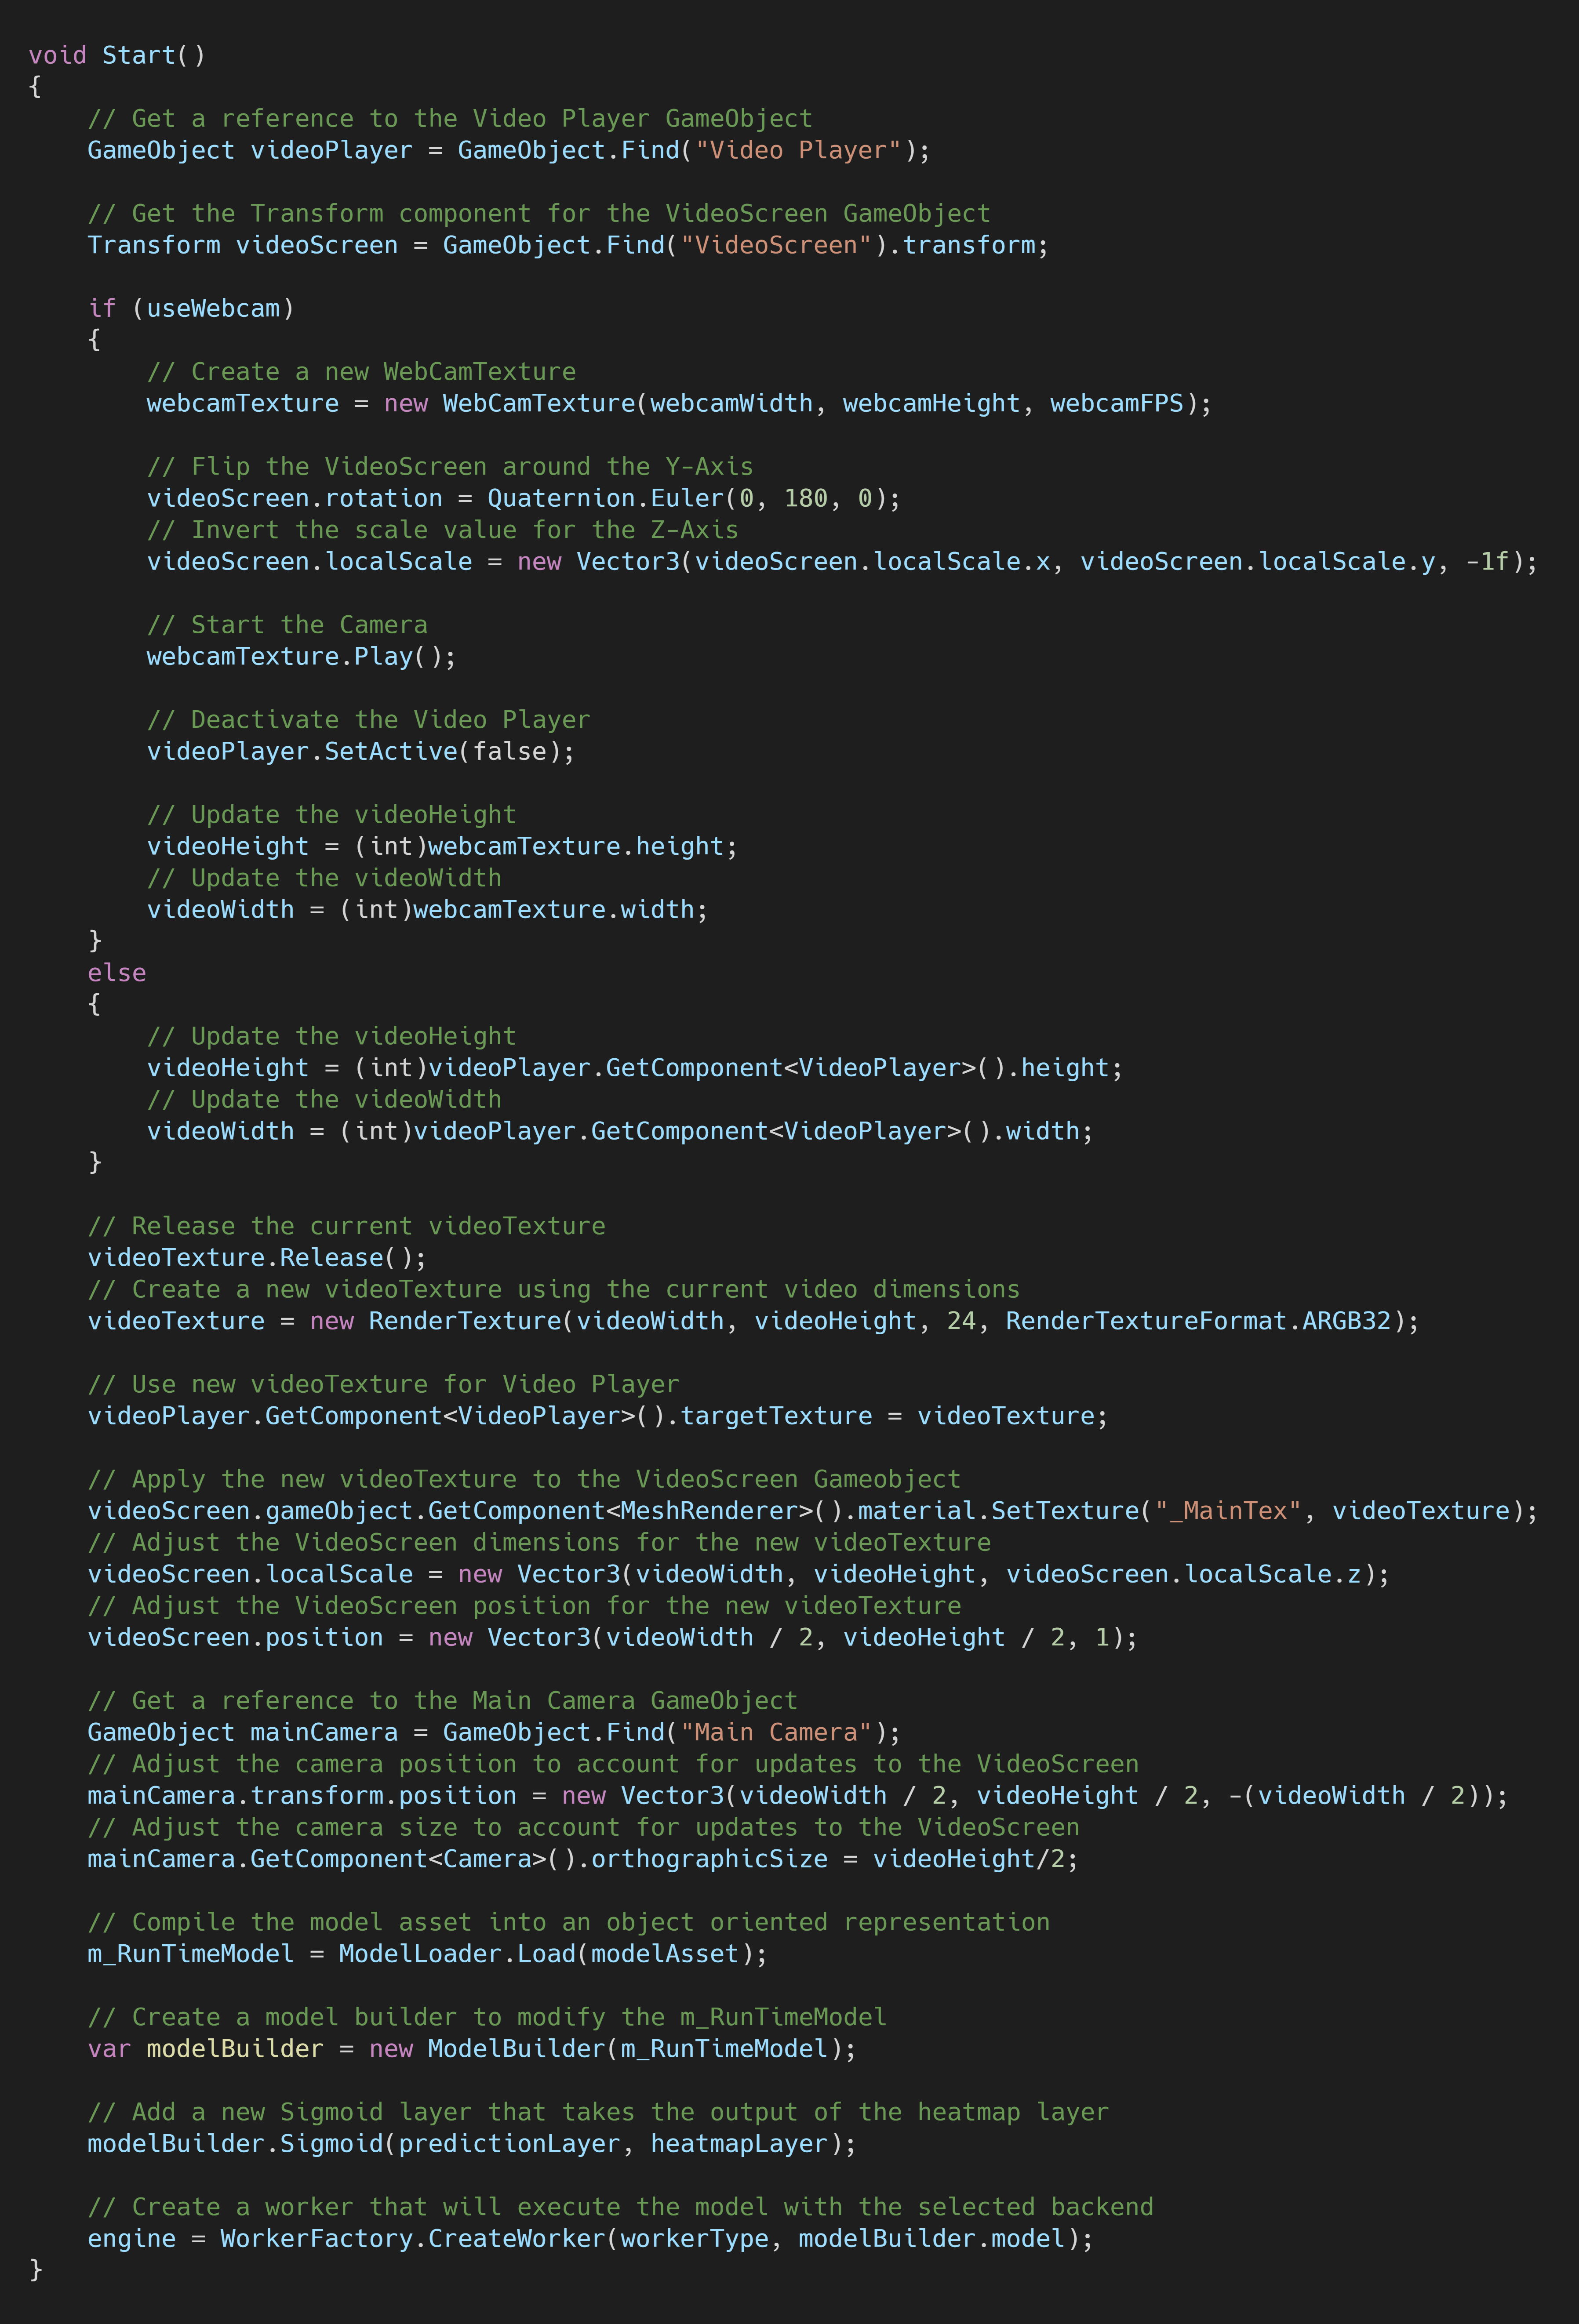 void Start()
{
    // Get a reference to the Video Player GameObject
    GameObject videoPlayer = GameObject.Find("Video Player");

    // Get the Transform component for the VideoScreen GameObject
    Transform videoScreen = GameObject.Find("VideoScreen").transform;

    if (useWebcam)
    {
        // Create a new WebCamTexture
        webcamTexture = new WebCamTexture(webcamWidth, webcamHeight, webcamFPS);

        // Flip the VideoScreen around the Y-Axis
        videoScreen.rotation = Quaternion.Euler(0, 180, 0);
        // Invert the scale value for the Z-Axis
        videoScreen.localScale = new Vector3(videoScreen.localScale.x, videoScreen.localScale.y, -1f);

        // Start the Camera
        webcamTexture.Play();

        // Deactivate the Video Player
        videoPlayer.SetActive(false);

        // Update the videoHeight
        videoHeight = (int)webcamTexture.height;
        // Update the videoWidth
        videoWidth = (int)webcamTexture.width;
    }
    else
    {
        // Update the videoHeight
        videoHeight = (int)videoPlayer.GetComponent<VideoPlayer>().height;
        // Update the videoWidth
        videoWidth = (int)videoPlayer.GetComponent<VideoPlayer>().width;
    }

    // Release the current videoTexture
    videoTexture.Release();
    // Create a new videoTexture using the current video dimensions
    videoTexture = new RenderTexture(videoWidth, videoHeight, 24, RenderTextureFormat.ARGB32);

    // Use new videoTexture for Video Player
    videoPlayer.GetComponent<VideoPlayer>().targetTexture = videoTexture;

    // Apply the new videoTexture to the VideoScreen Gameobject
    videoScreen.gameObject.GetComponent<MeshRenderer>().material.SetTexture("_MainTex", videoTexture);
    // Adjust the VideoScreen dimensions for the new videoTexture
    videoScreen.localScale = new Vector3(videoWidth, videoHeight, videoScreen.localScale.z);
    // Adjust the VideoScreen position for the new videoTexture
    videoScreen.position = new Vector3(videoWidth / 2, videoHeight / 2, 1);

    // Get a reference to the Main Camera GameObject
    GameObject mainCamera = GameObject.Find("Main Camera");
    // Adjust the camera position to account for updates to the VideoScreen
    mainCamera.transform.position = new Vector3(videoWidth / 2, videoHeight / 2, -(videoWidth / 2));
    // Adjust the camera size to account for updates to the VideoScreen
    mainCamera.GetComponent<Camera>().orthographicSize = videoHeight/2;

    // Compile the model asset into an object oriented representation
    m_RunTimeModel = ModelLoader.Load(modelAsset);

    // Create a model builder to modify the m_RunTimeModel
    var modelBuilder = new ModelBuilder(m_RunTimeModel);

    // Add a new Sigmoid layer that takes the output of the heatmap layer
    modelBuilder.Sigmoid(predictionLayer, heatmapLayer);

    // Create a worker that will execute the model with the selected backend
    engine = WorkerFactory.CreateWorker(workerType, modelBuilder.model);
}